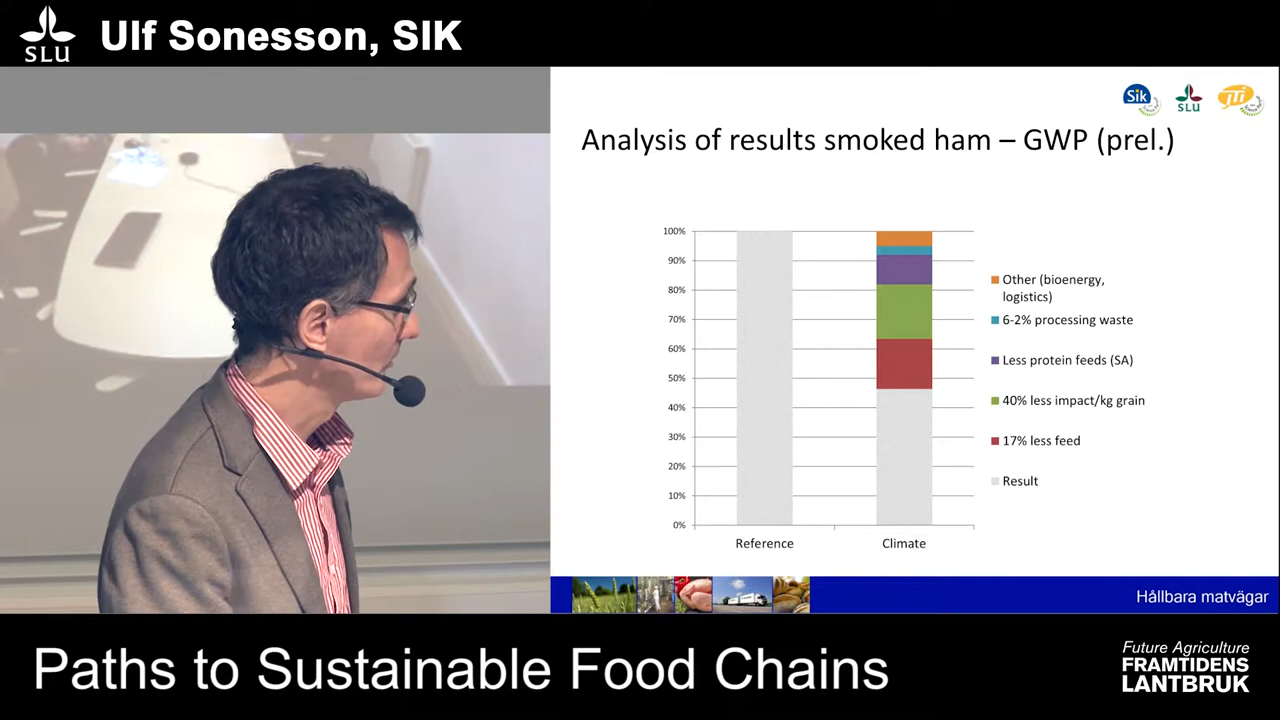 SLU
Ulf Sonesson, SIK
Sik
SLU
JTI
Analysis of results smoked ham – GWP (prel.)
100%
90%
80%
70%
60%
50%
40%
30%
20%
10%
0%
Reference
Climate
Other (bioenergy,
logistics)
6-2% processing waste
Less protein feeds (SA)
40% less impact/kg grain
17% less feed
Result
Hållbara matvägar
Paths to Sustainable Food Chains
Future Agriculture
FRAMTIDENS
LANTBRUK